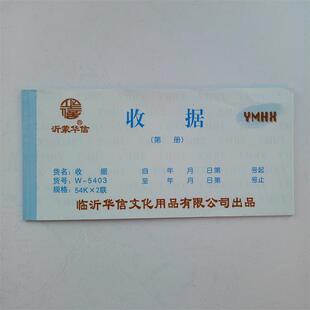 沂蒙华信®
收据
YMHX
（第 册）
货名：收 据 自 年 月 日第 号起
货号：W-5403 至 年 月 日第 号止
规格：54K×2联
临沂华信文化用品有限公司出品